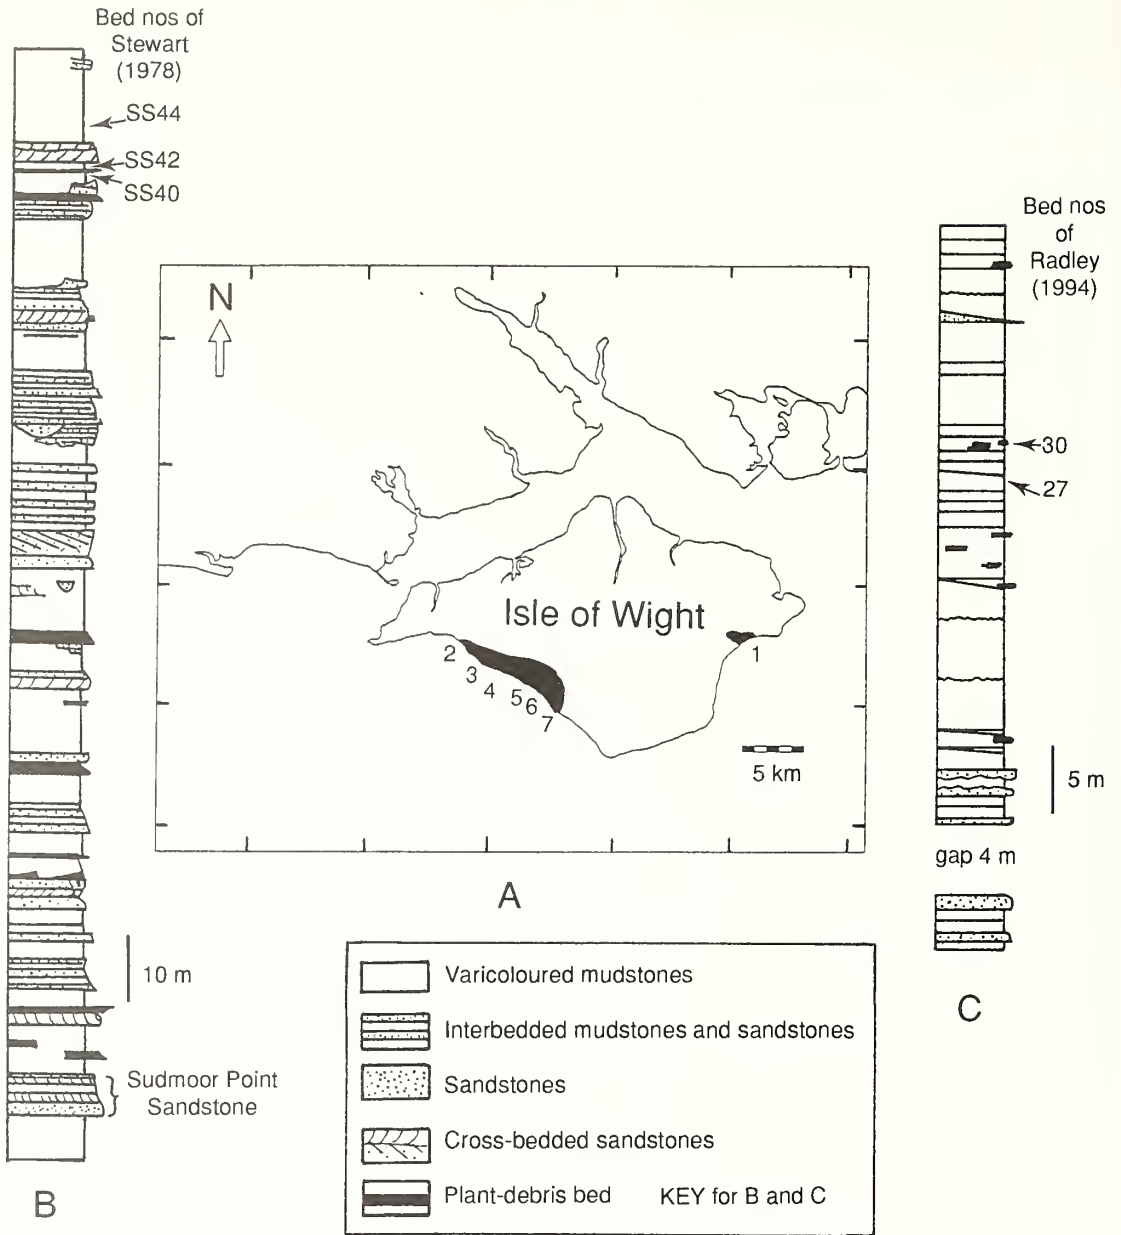 Bed nos of
Stewart
(1978)
SS44
SS42
SS40
Sudmoor Point
Sandstone
10 m
B
N
Isle of Wight
1
2
3
4
5
6
7
5 km
A
Bed nos
of
Radley
(1994)
30
27
5 m
gap 4 m
C
Varicoloured mudstones
Interbedded mudstones and sandstones
Sandstones
Cross-bedded sandstones
Plant-debris bed KEY for B and C